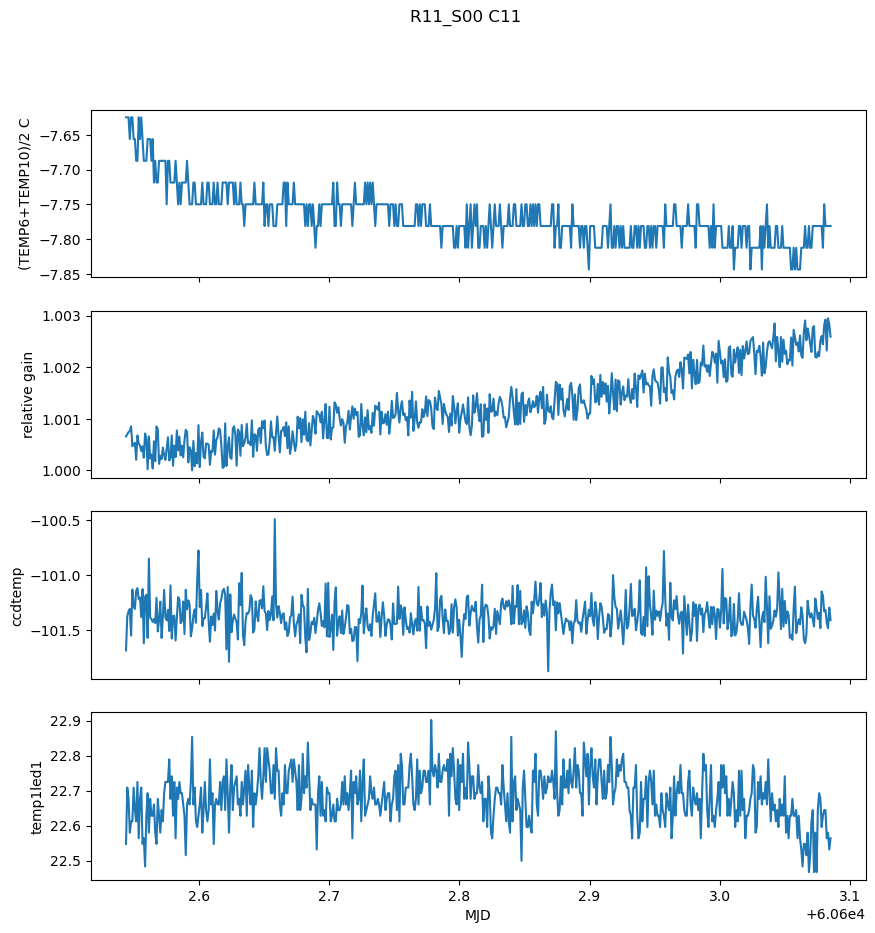 R11_S00 C11
(TEMP6+TEMP10)/2 C
−7.65
−7.70
−7.75
−7.80
−7.85
relative gain
1.003
1.002
1.001
1.000
ccdtemp
−100.5
−101.0
−101.5
temp1led1
22.9
22.8
22.7
22.6
22.5
2.6 2.7 2.8 2.9 3.0 3.1
MJD
+6.06e4